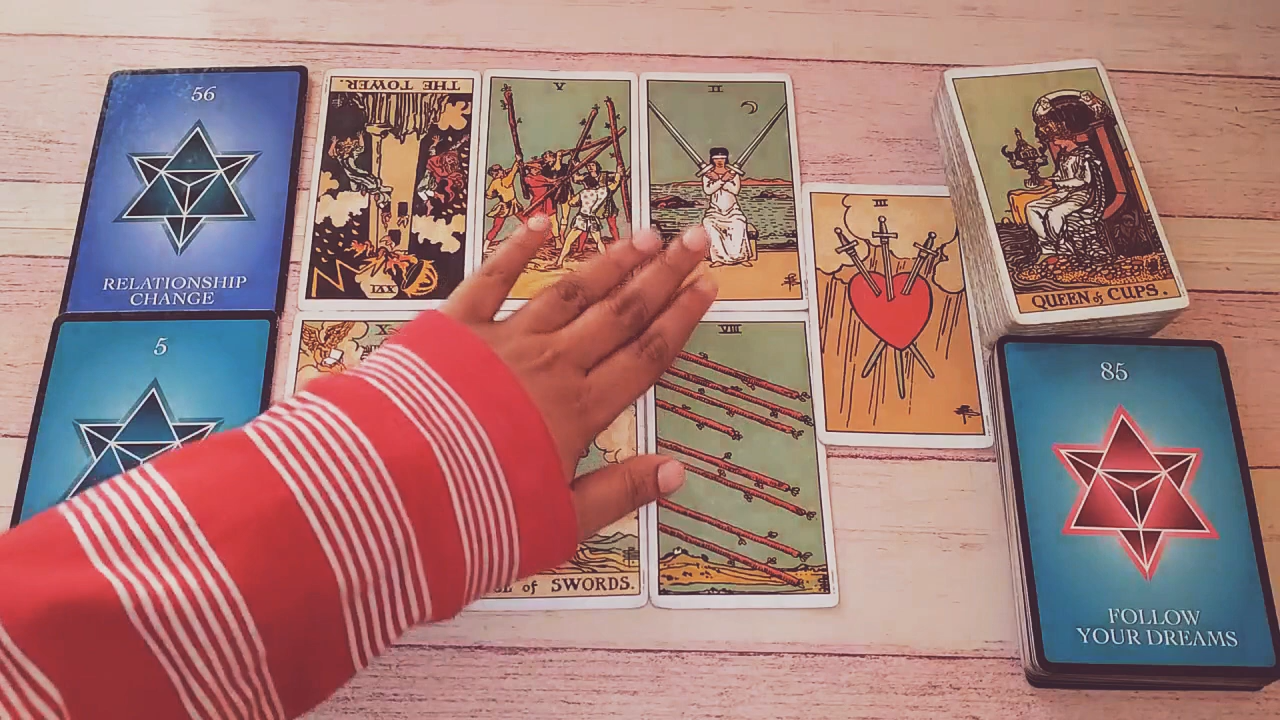 56
RELATIONSHIP
CHANGE
THE TOWER.
XVI
V
II
III
QUEEN of CUPS.
5
X
of SWORDS.
VIII
85
FOLLOW
YOUR DREAMS